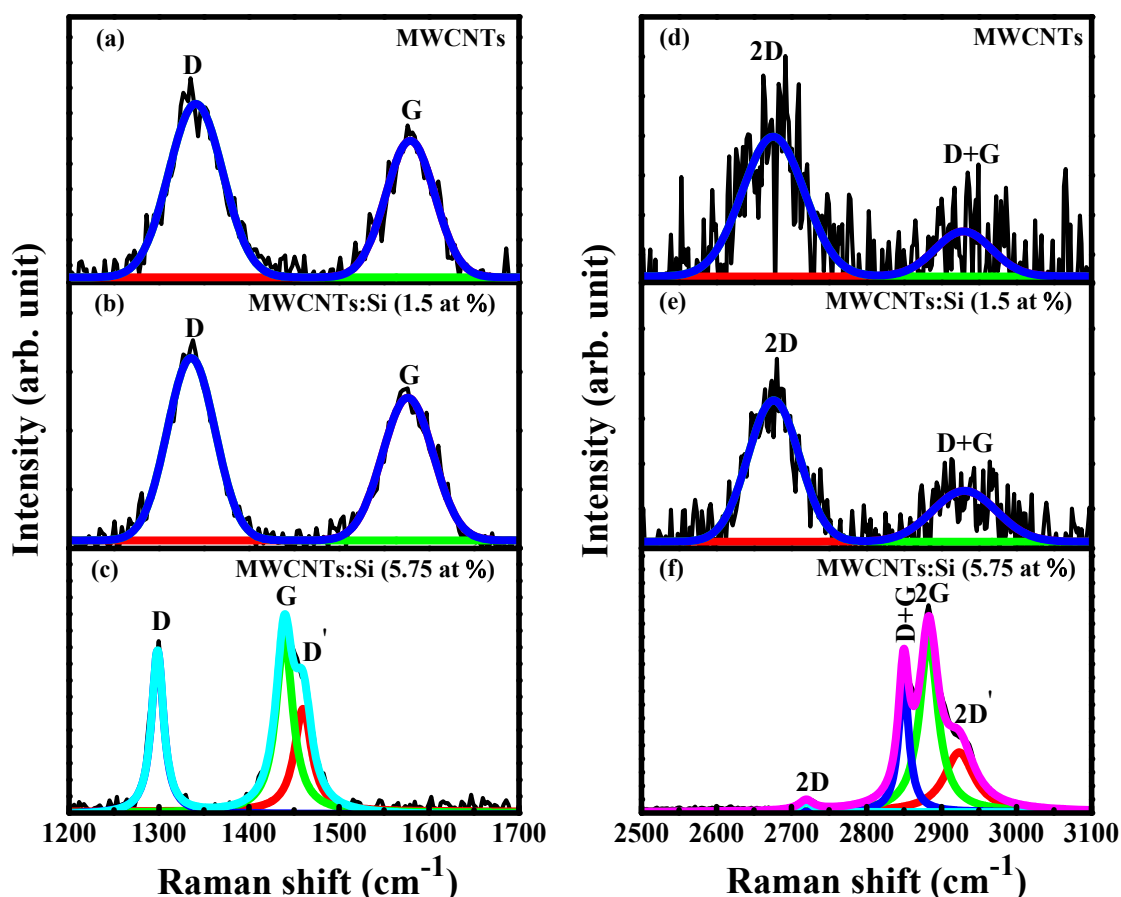 (a) MWCNTs
D
G
(b) MWCNTs:Si (1.5 at %)
D
G
(c) MWCNTs:Si (5.75 at %)
D
G
D'
1200 1300 1400 1500 1600 1700
Raman shift (cm-1)
Intensity (arb. unit)
(d) MWCNTs
2D
D+G
(e) MWCNTs:Si (1.5 at %)
2D
D+G
(f) MWCNTs:Si (5.75 at %)
2D
D+G
2G
2D'
2500 2600 2700 2800 2900 3000 3100
Raman shift (cm-1)
Intensity (arb. unit)